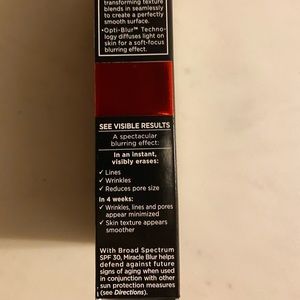 transforming texture
blends in seamlessly
to create a perfectly
smooth surface.
•Opti-Blur™ Techno-
logy diffuses light on
skin for a soft-focus
blurring effect.
SEE VISIBLE RESULTS
A spectacular
blurring effect:
In an instant,
visibly erases:
✓ Lines
✓ Wrinkles
✓ Reduces pore size
In 4 weeks:
✓ Wrinkles, lines and pores
appear minimized
✓ Skin texture appears
smoother
With Broad Spectrum
SPF 30, Miracle Blur helps
defend against future
signs of aging when used
in conjunction with other
sun protection measures
(see Directions).